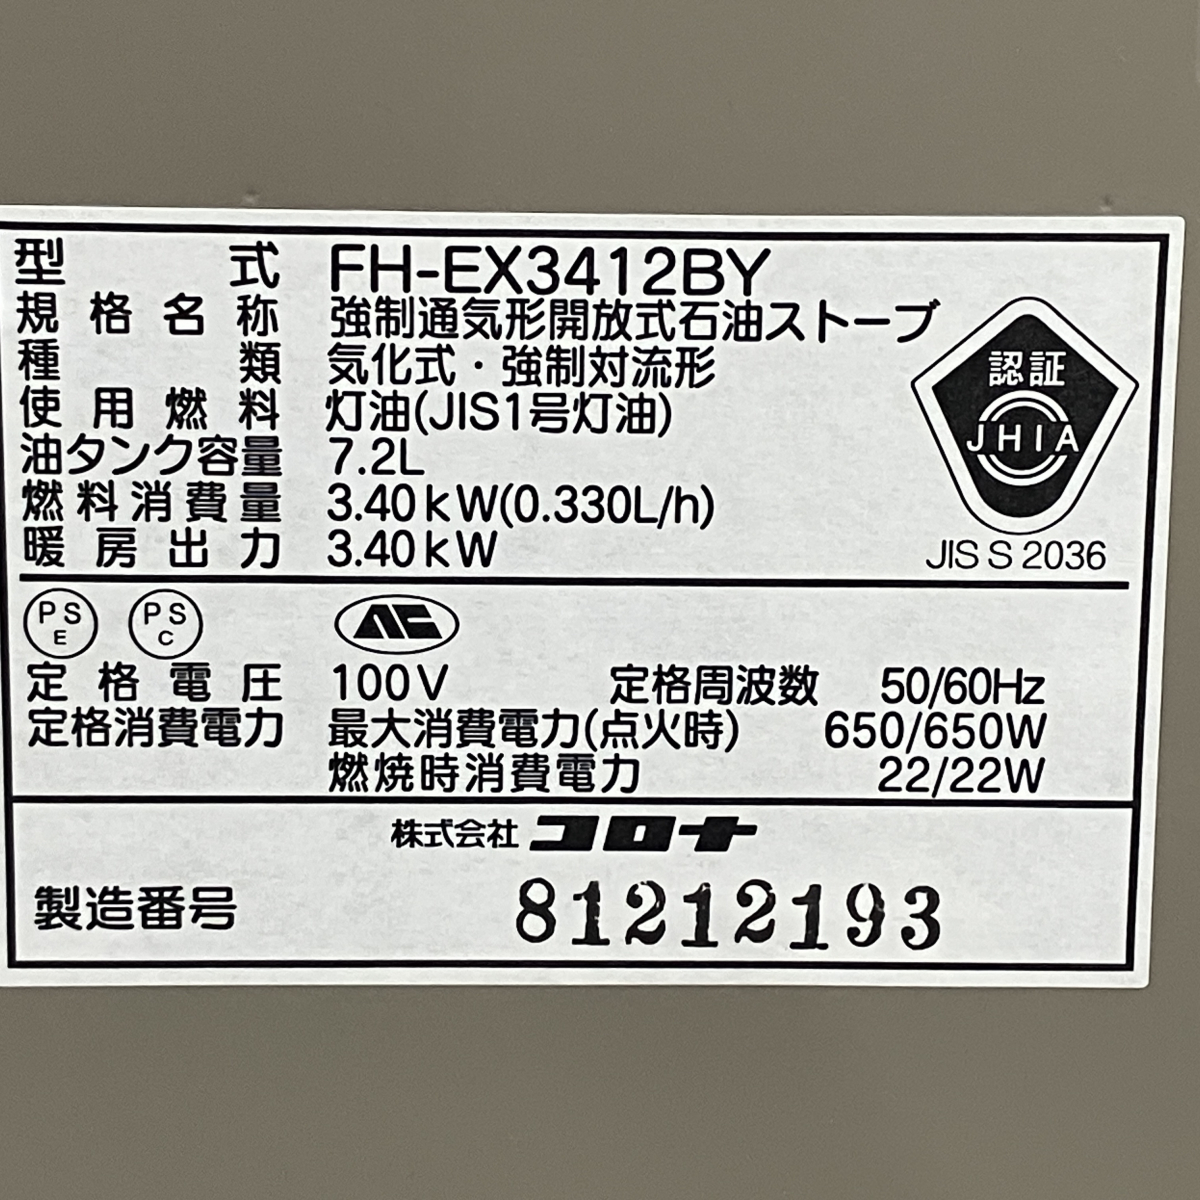 型式 FH-EX3412BY
規格名称 強制通気形開放式石油ストーブ
種類 気化式・強制対流形
使用燃料 灯油(JIS1号灯油)
油タンク容量 7.2L
燃料消費量 3.40kW(0.330L/h)
暖房出力 3.40kW
認証
JHIA
JIS S 2036
PS E PS C
定格電圧 100V 定格周波数 50/60Hz
定格消費電力 最大消費電力(点火時) 650/650W
燃焼時消費電力 22/22W
株式会社 コロナ
製造番号 81212193